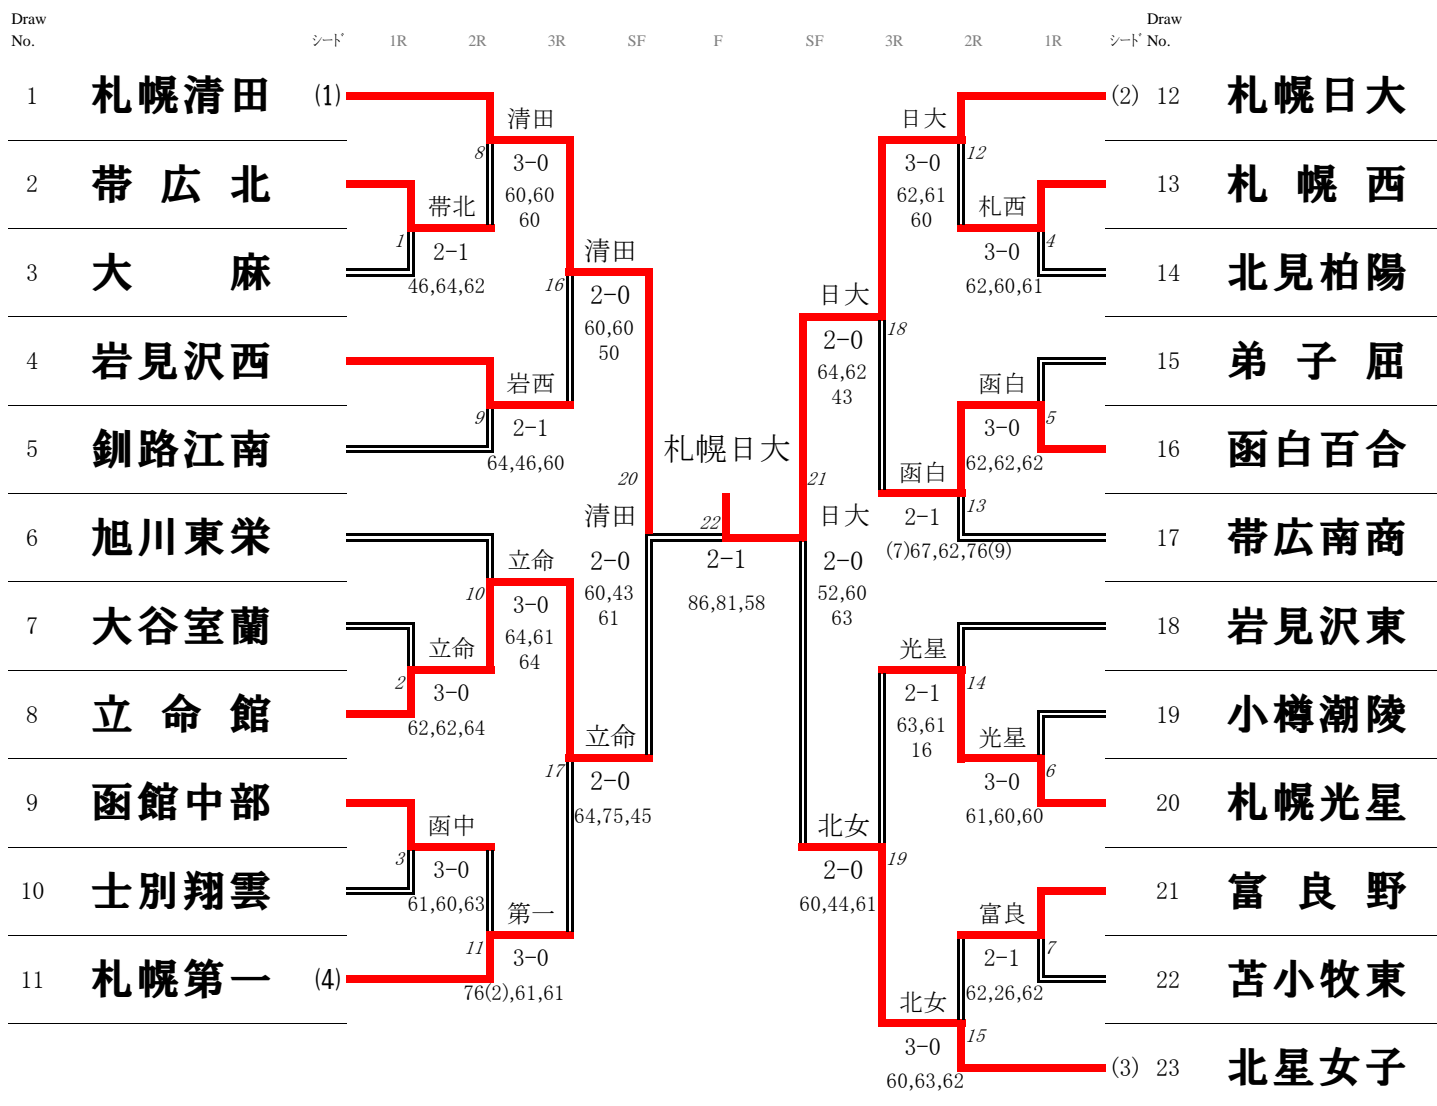 Draw No. シード 1R 2R 3R SF F SF 3R 2R 1R シード Draw No.
1 札幌清田 (1)
2 帯広北
3 大麻
4 岩見沢西
5 釧路江南
6 旭川東栄
7 大谷室蘭
8 立命館
9 函館中部
10 士別翔雲
11 札幌第一 (4)
1 帯北
2-1
46,64,62
2 立命
3-0
62,62,64
3 函中
3-0
61,60,63
8 清田
3-0
60,60
60
9 岩西
2-1
64,46,60
10 立命
3-0
64,61
64
11 第一
3-0
76(2),61,61
16 清田
2-0
60,60
50
17 立命
2-0
64,75,45
20 清田
2-0
60,43
61
札幌日大
22
2-1
86,81,58
21 日大
2-0
52,60
63
日大 18
2-0
64,62
43
北女 19
2-0
60,44,61
日大 12
3-0
62,61
60
函白 13
2-1
(7)67,62,76(9)
光星 14
2-1
63,61
16
北女 15
3-0
60,63,62
札西 4
3-0
62,60,61
函白 5
3-0
62,62,62
光星 6
3-0
61,60,60
富良 7
2-1
62,26,62
(2) 12 札幌日大
13 札幌西
14 北見柏陽
15 弟子屈
16 函白百合
17 帯広南商
18 岩見沢東
19 小樽潮陵
20 札幌光星
21 富良野
22 苫小牧東
(3) 23 北星女子